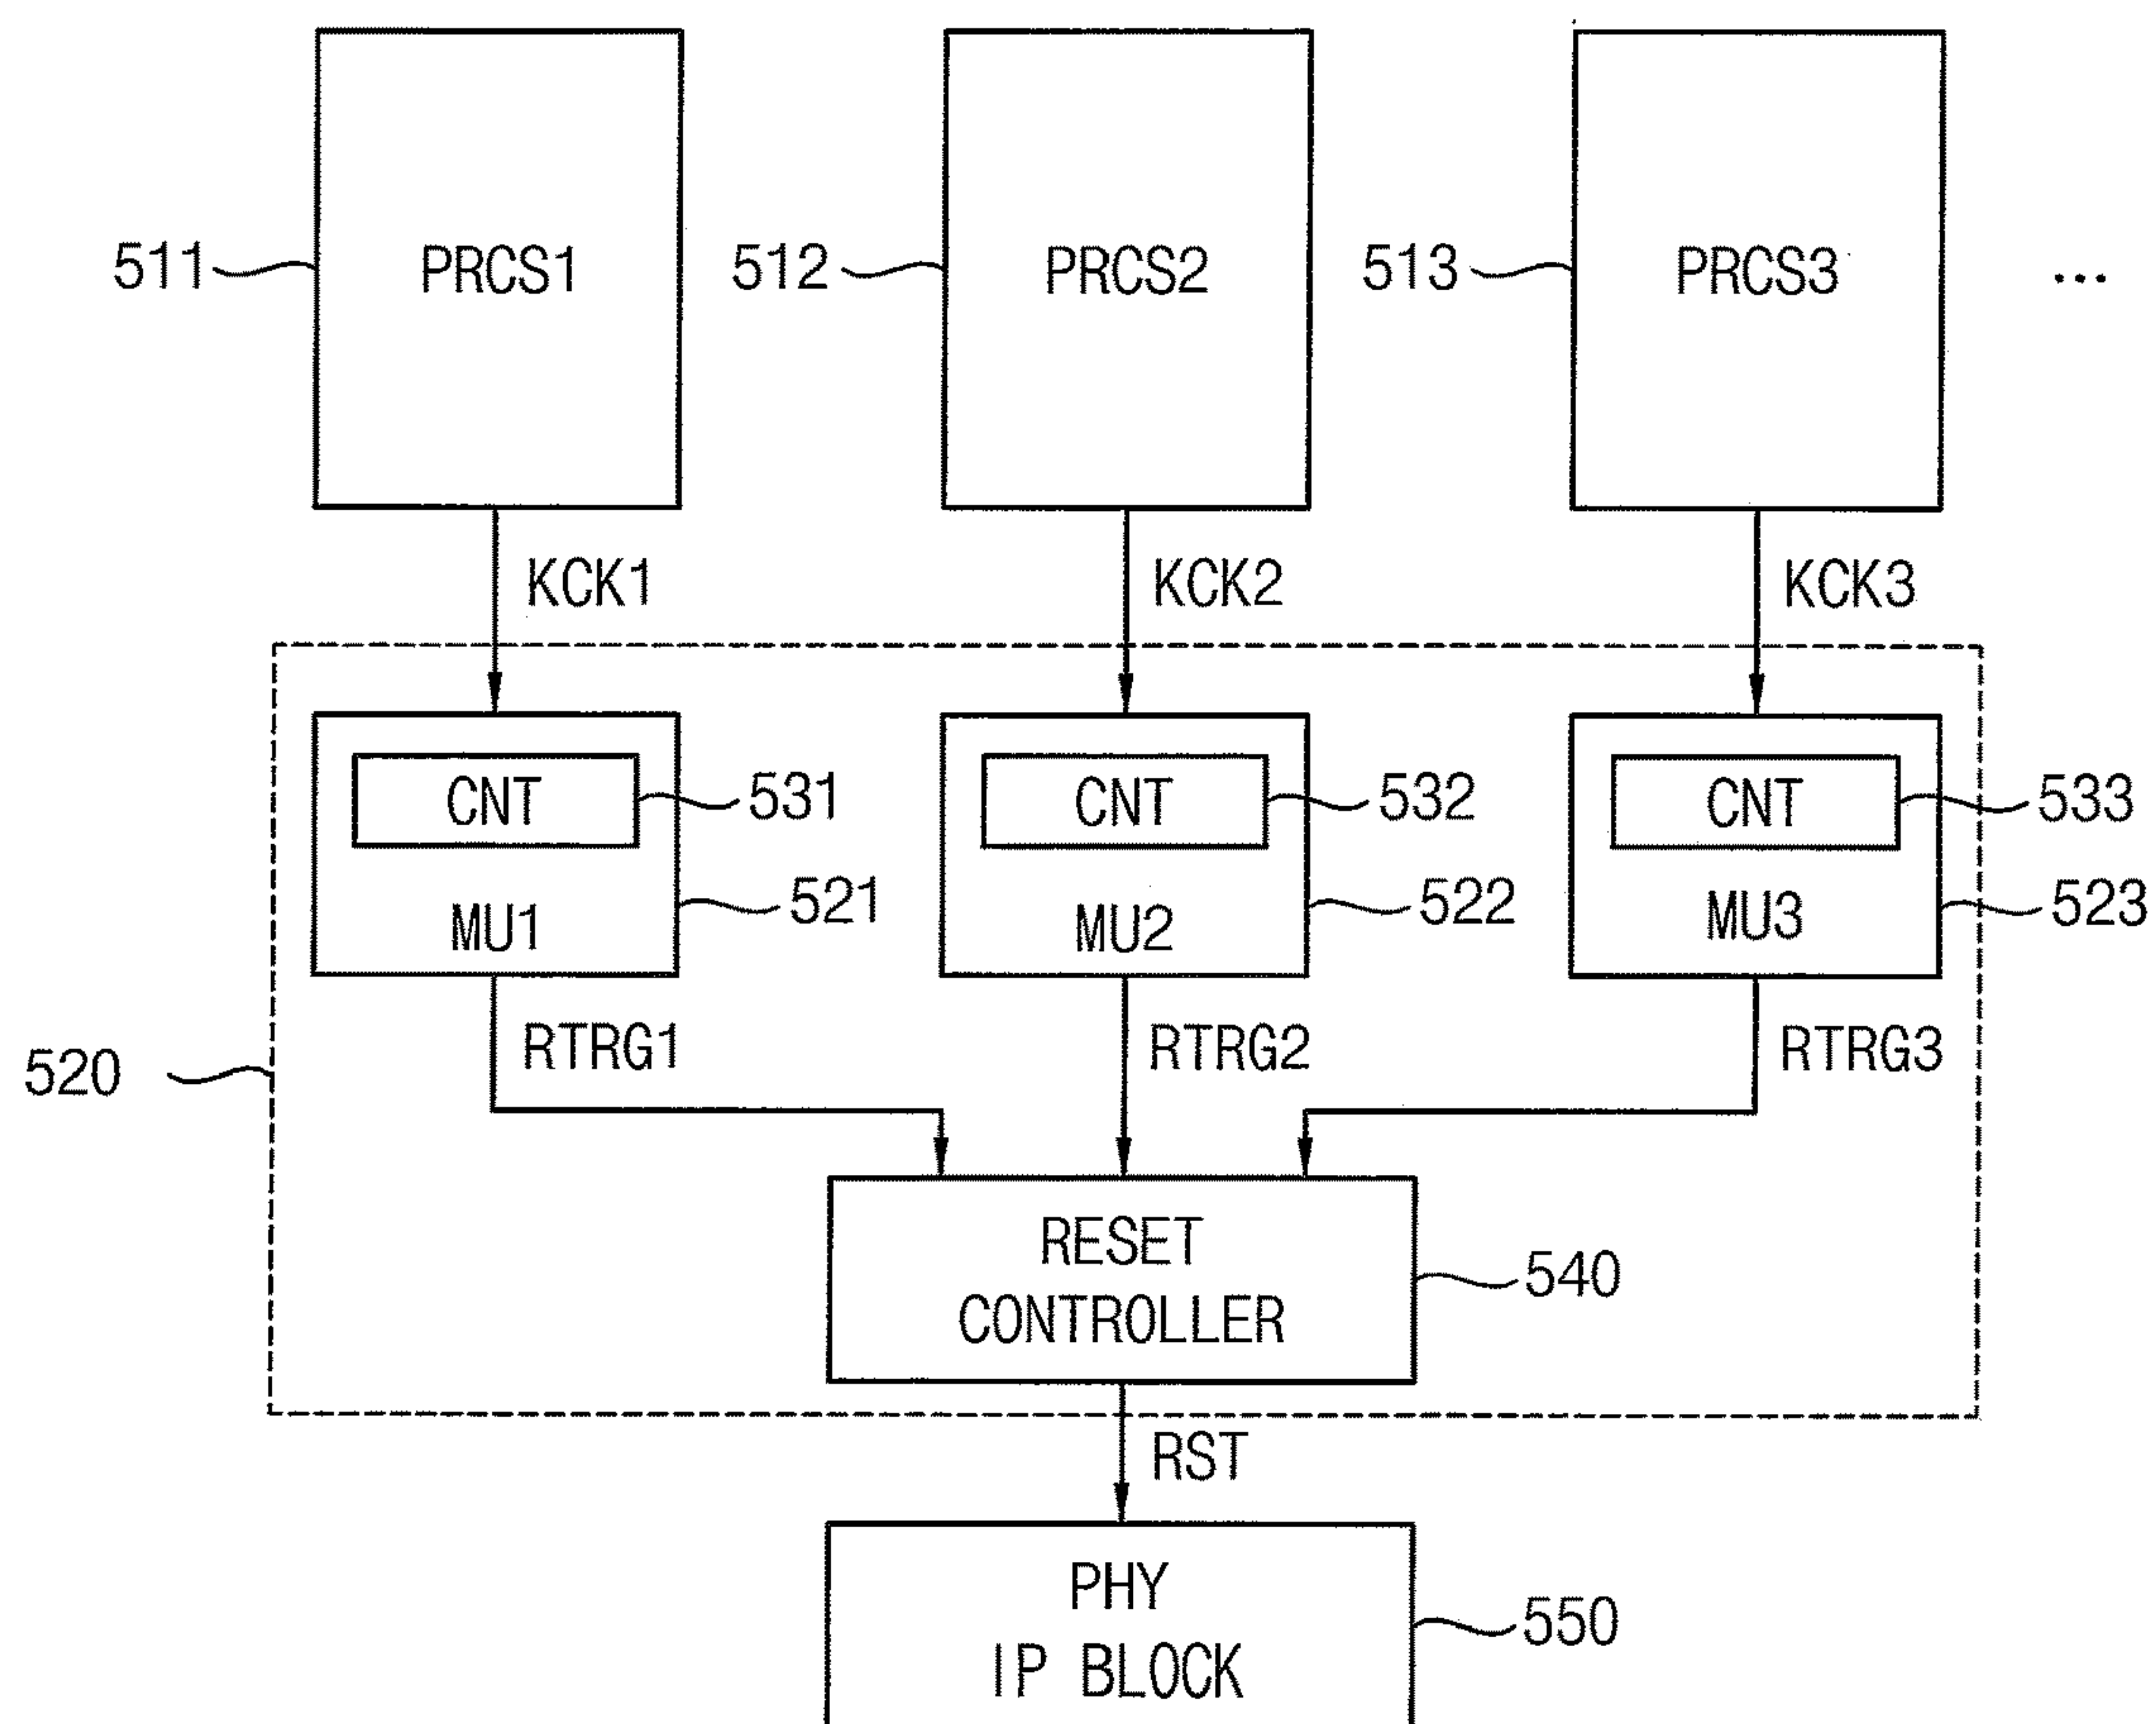 511
PRCS1
512
PRCS2
513
PRCS3
...
KCK1
KCK2
KCK3
CNT
531
CNT
532
CNT
533
MU1
521
MU2
522
MU3
523
520
RTRG1
RTRG2
RTRG3
RESET
CONTROLLER
540
RST
PHY
IP BLOCK
550